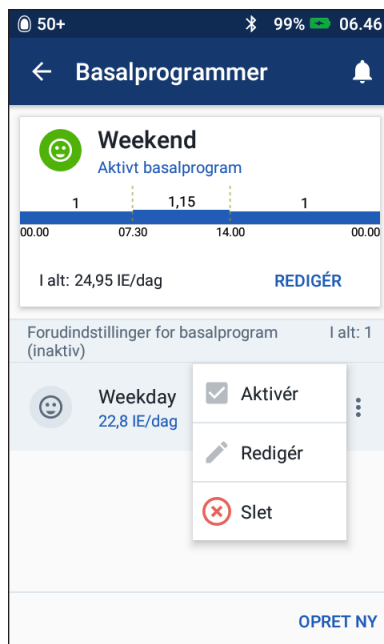 50+ 99% 06.46
Basalprogrammer
Weekend
Aktivt basalprogram
1 1,15 1
00.00 07.30 14.00 00.00
I alt: 24,95 IE/dag REDIGÉR
Forudindstillinger for basalprogram I alt: 1
(inaktiv)
Weekday
22,8 IE/dag
Aktivér
Redigér
Slet
OPRET NY